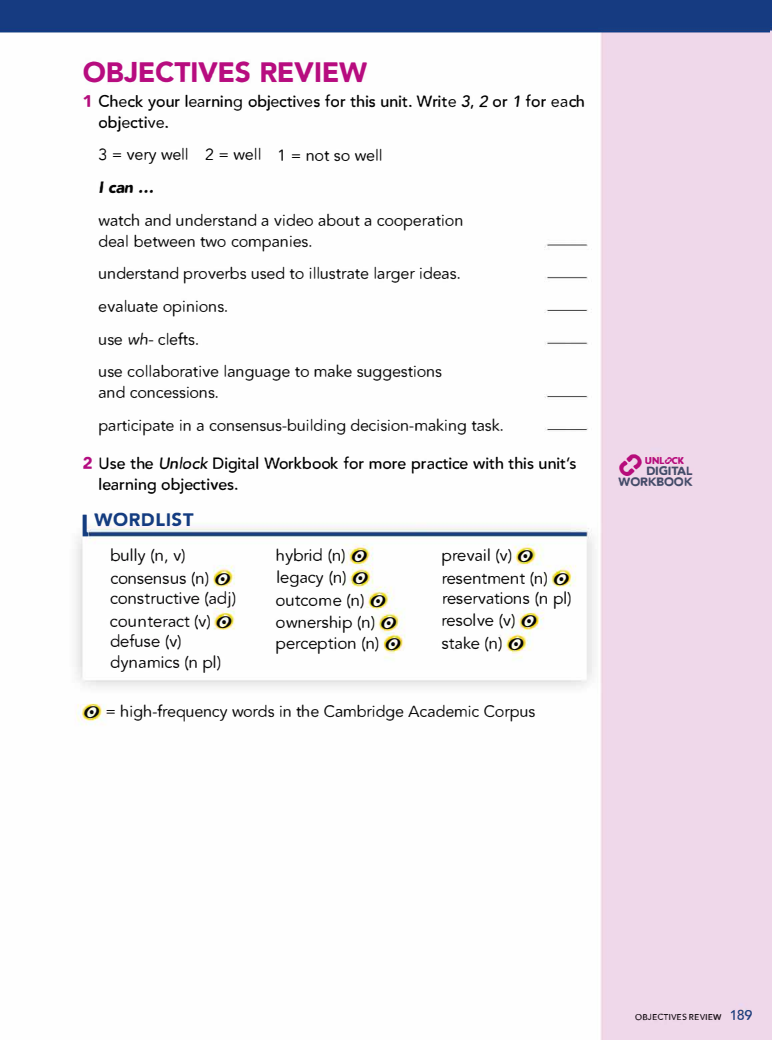 OBJECTIVES REVIEW
1 Check your learning objectives for this unit. Write 3, 2 or 1 for each
objective.
3 = very well 2 = well 1 = not so well
I can ...
watch and understand a video about a cooperation
deal between two companies.
understand proverbs used to illustrate larger ideas.
evaluate opinions.
use wh- clefts.
use collaborative language to make suggestions
and concessions.
participate in a consensus-building decision-making task.
2 Use the Unlock Digital Workbook for more practice with this unit's
learning objectives.
UNLOCK
DIGITAL
WORKBOOK
WORDLIST
bully (n, v)
consensus (n)
constructive (adj)
counteract (v)
defuse (v)
dynamics (n pl)
hybrid (n)
legacy (n)
outcome (n)
ownership (n)
perception (n)
prevail (v)
resentment (n)
reservations (n pl)
resolve (v)
stake (n)
= high-frequency words in the Cambridge Academic Corpus
OBJECTIVES REVIEW 189